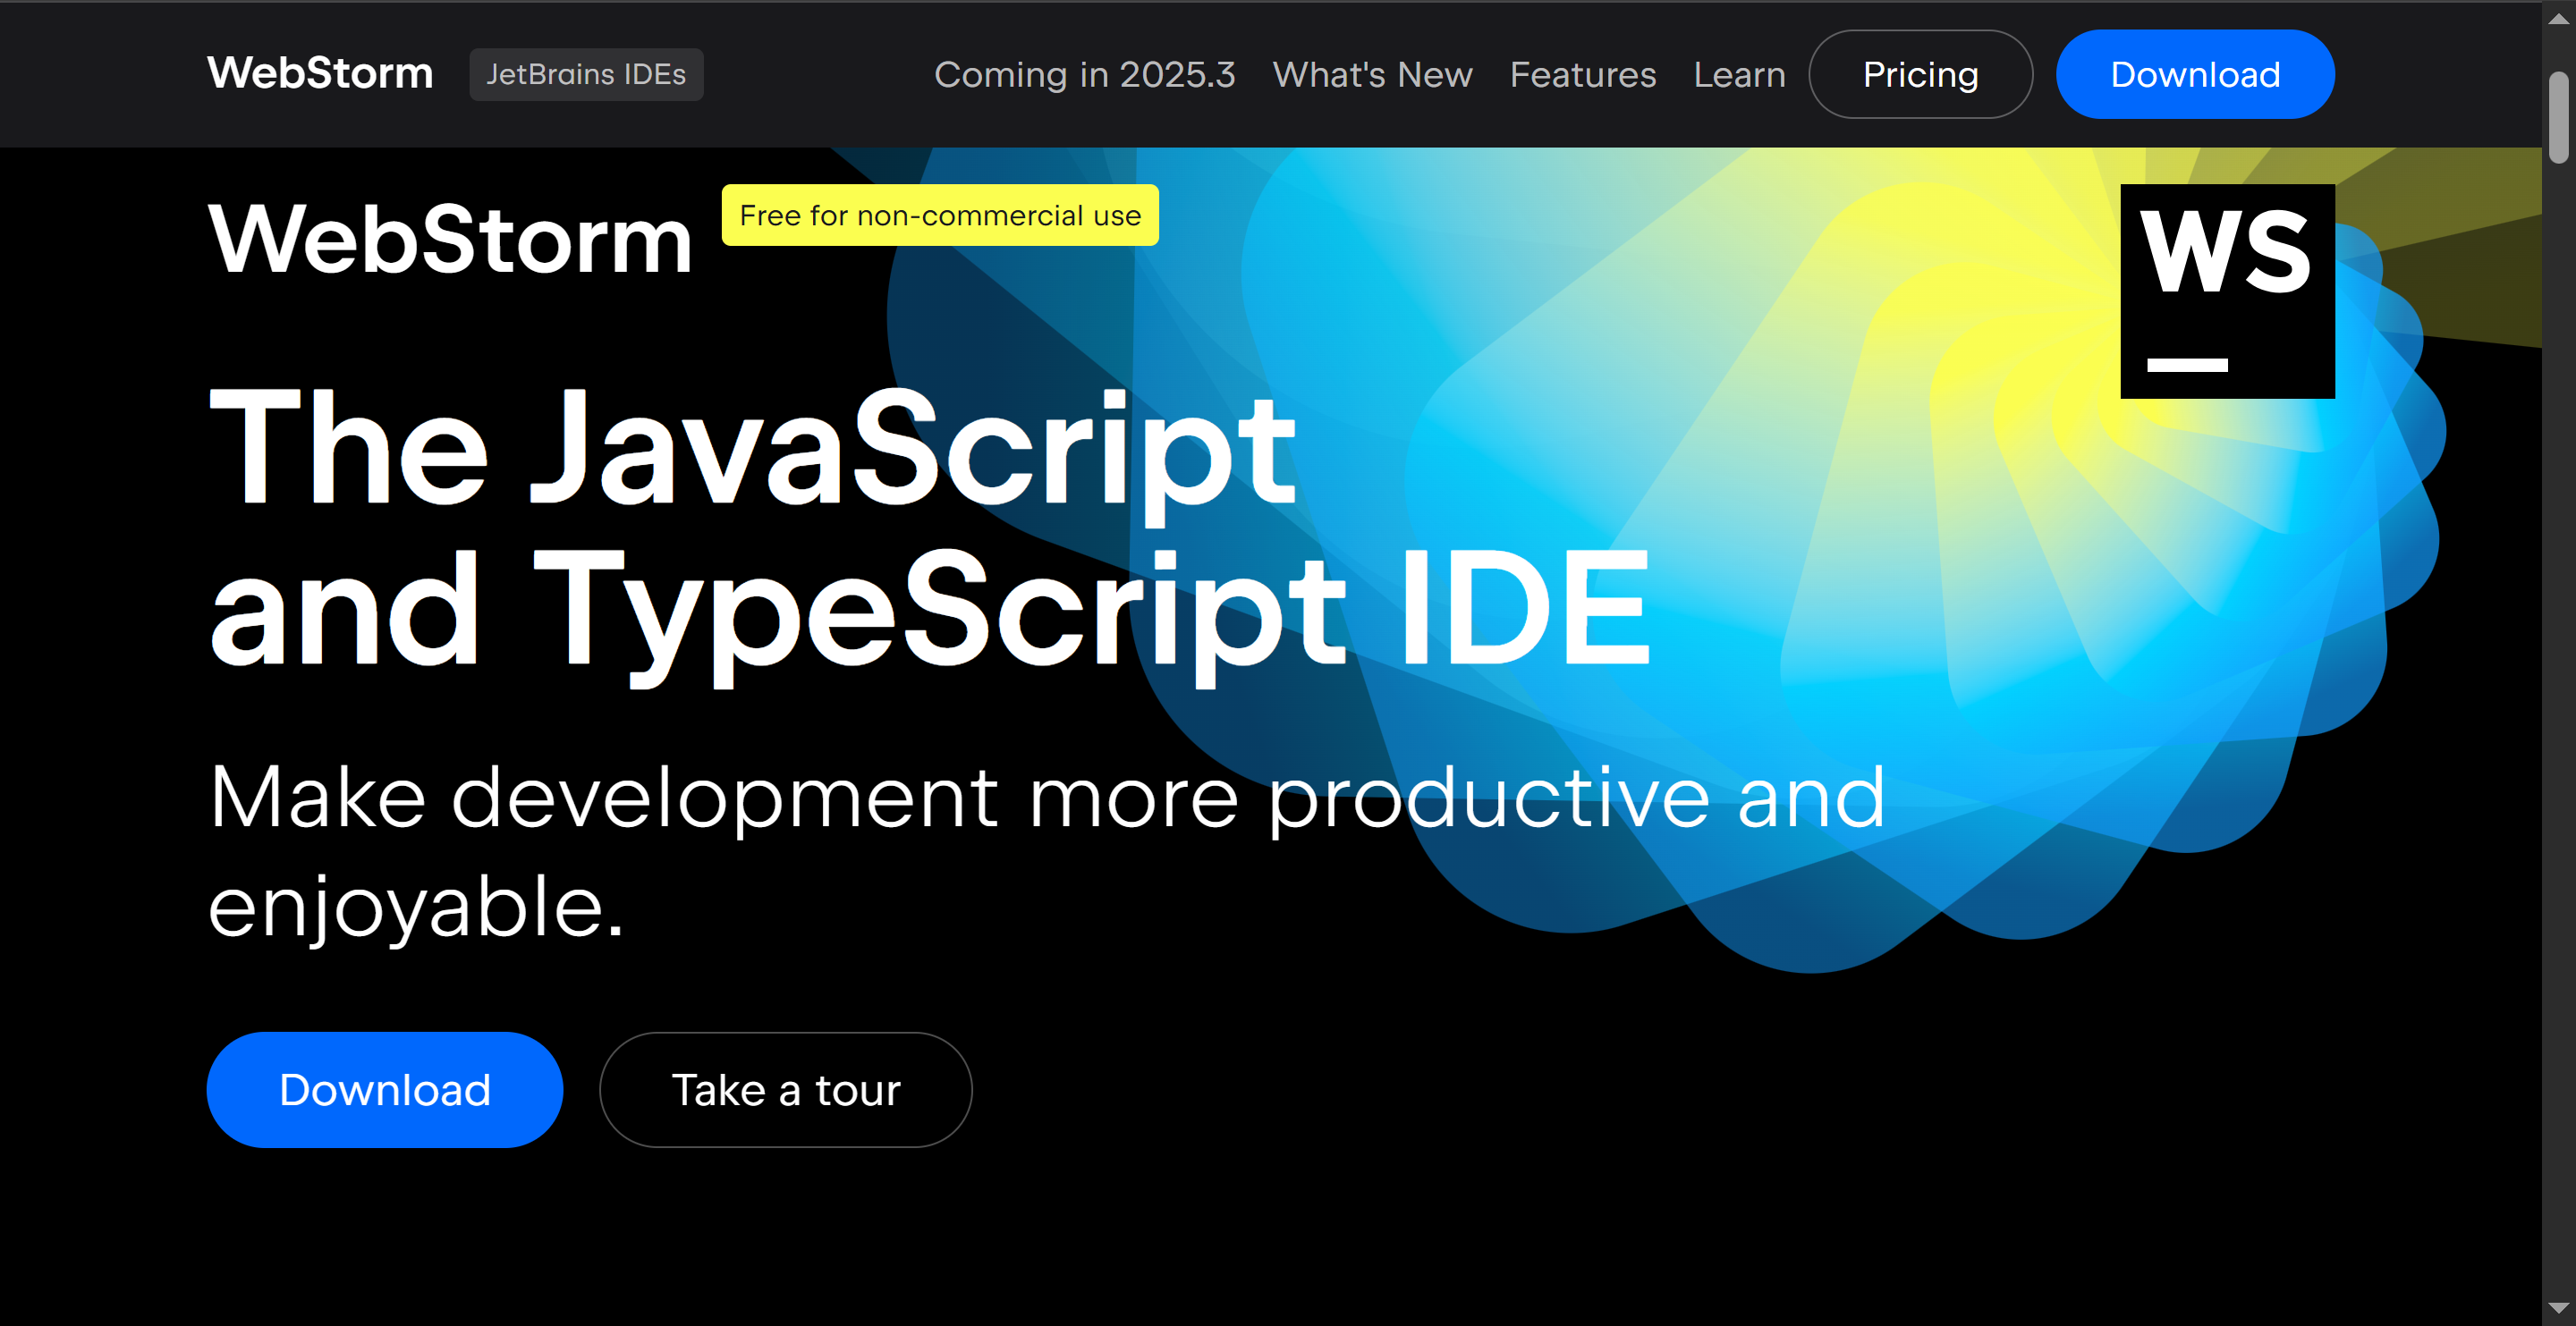 WebStorm JetBrains IDEs Coming in 2025.3 What's New Features Learn Pricing Download
WebStorm Free for non-commercial use
WS
The JavaScript
and TypeScript IDE
Make development more productive and
enjoyable.
Download Take a tour